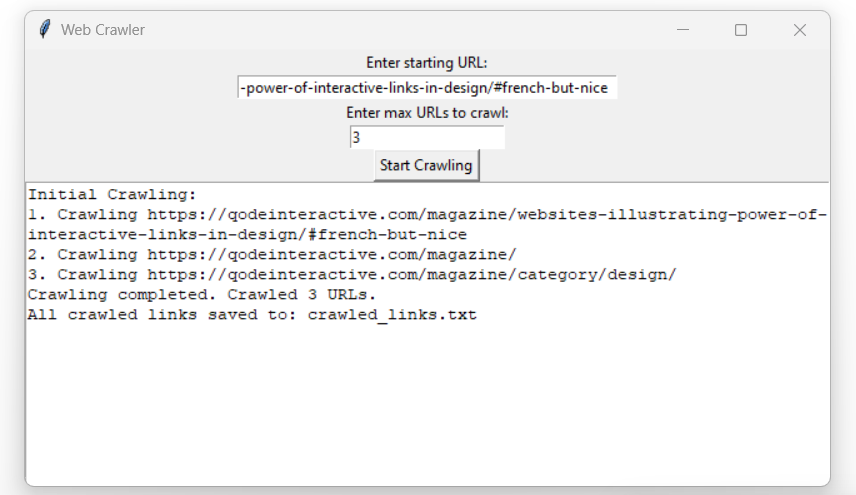 Web Crawler
Enter starting URL:
-power-of-interactive-links-in-design/#french-but-nice
Enter max URLs to crawl:
3
Start Crawling
Initial Crawling:
1. Crawling https://qodeinteractive.com/magazine/websites-illustrating-power-of-
interactive-links-in-design/#french-but-nice
2. Crawling https://qodeinteractive.com/magazine/
3. Crawling https://qodeinteractive.com/magazine/category/design/
Crawling completed. Crawled 3 URLs.
All crawled links saved to: crawled_links.txt